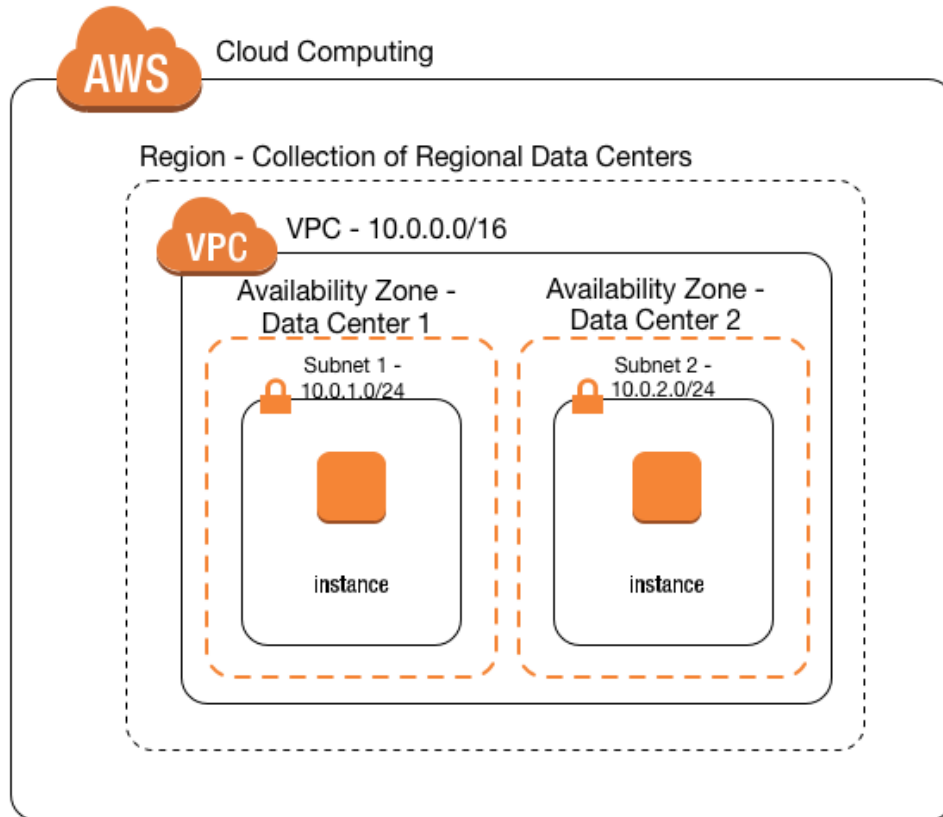 AWS
Cloud Computing
Region - Collection of Regional Data Centers
VPC
VPC - 10.0.0.0/16
Availability Zone -
Data Center 1
Availability Zone -
Data Center 2
Subnet 1 -
10.0.1.0/24
Subnet 2 -
10.0.2.0/24
instance
instance